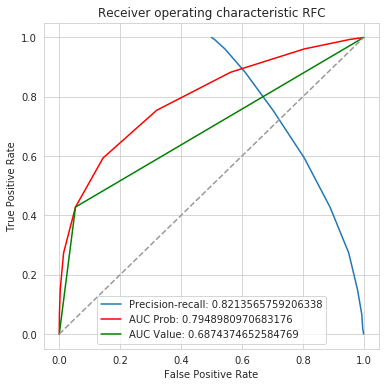 Receiver operating characteristic RFC
True Positive Rate
1.0
0.8
0.6
0.4
0.2
0.0
Precision-recall: 0.8213565759206338
AUC Prob: 0.7948980970683176
AUC Value: 0.6874374652584769
0.0 0.2 0.4 0.6 0.8 1.0
False Positive Rate